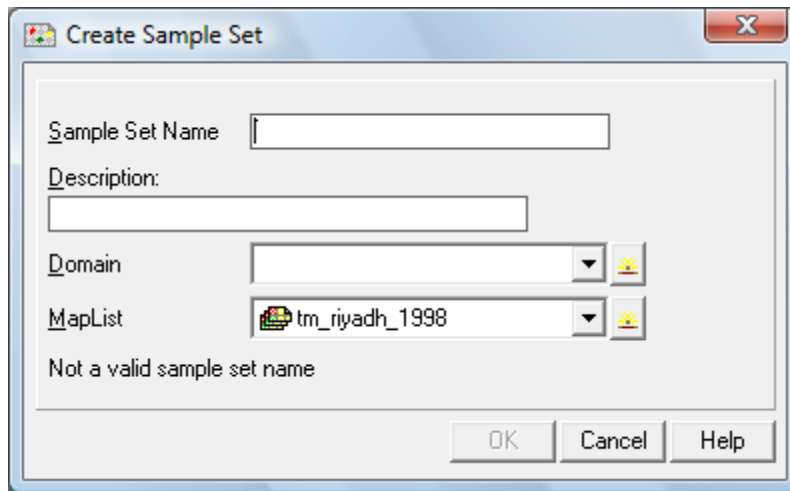 Create Sample Set
Sample Set Name
Description:
Domain
MapList tm_riyadh_1998
Not a valid sample set name
OK Cancel Help